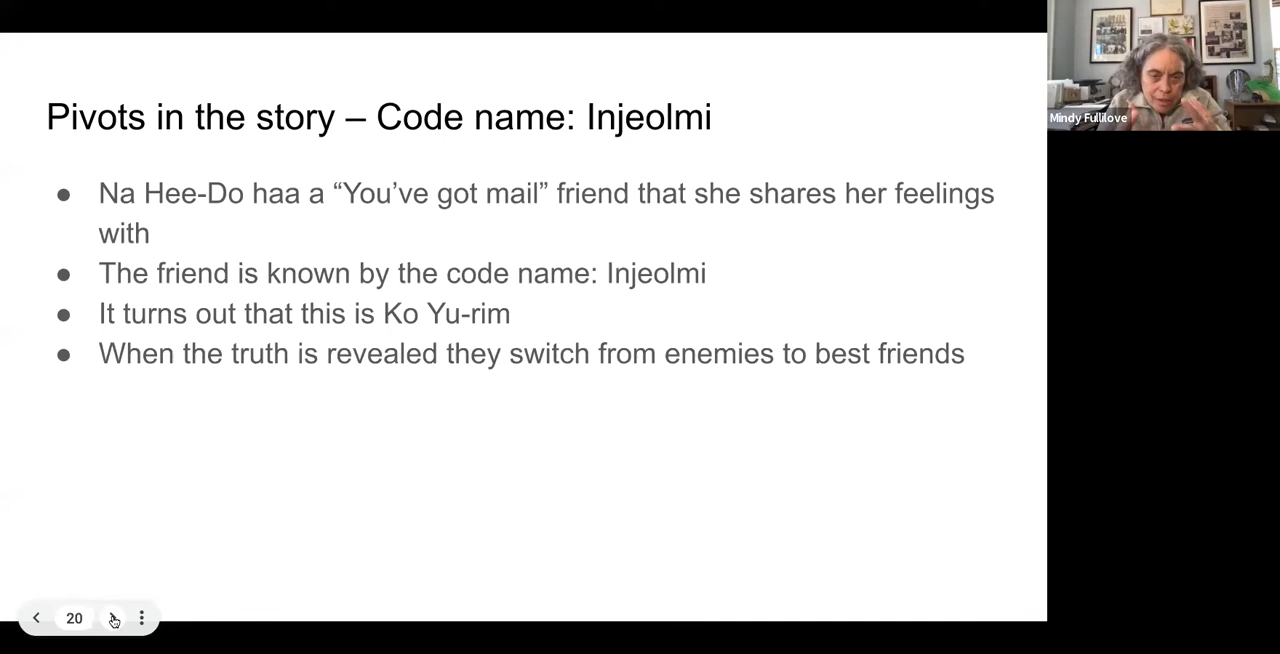 Pivots in the story – Code name: Injeolmi
● Na Hee-Do haa a “You’ve got mail” friend that she shares her feelings
with
● The friend is known by the code name: Injeolmi
● It turns out that this is Ko Yu-rim
● When the truth is revealed they switch from enemies to best friends
Mindy Fullilove
20